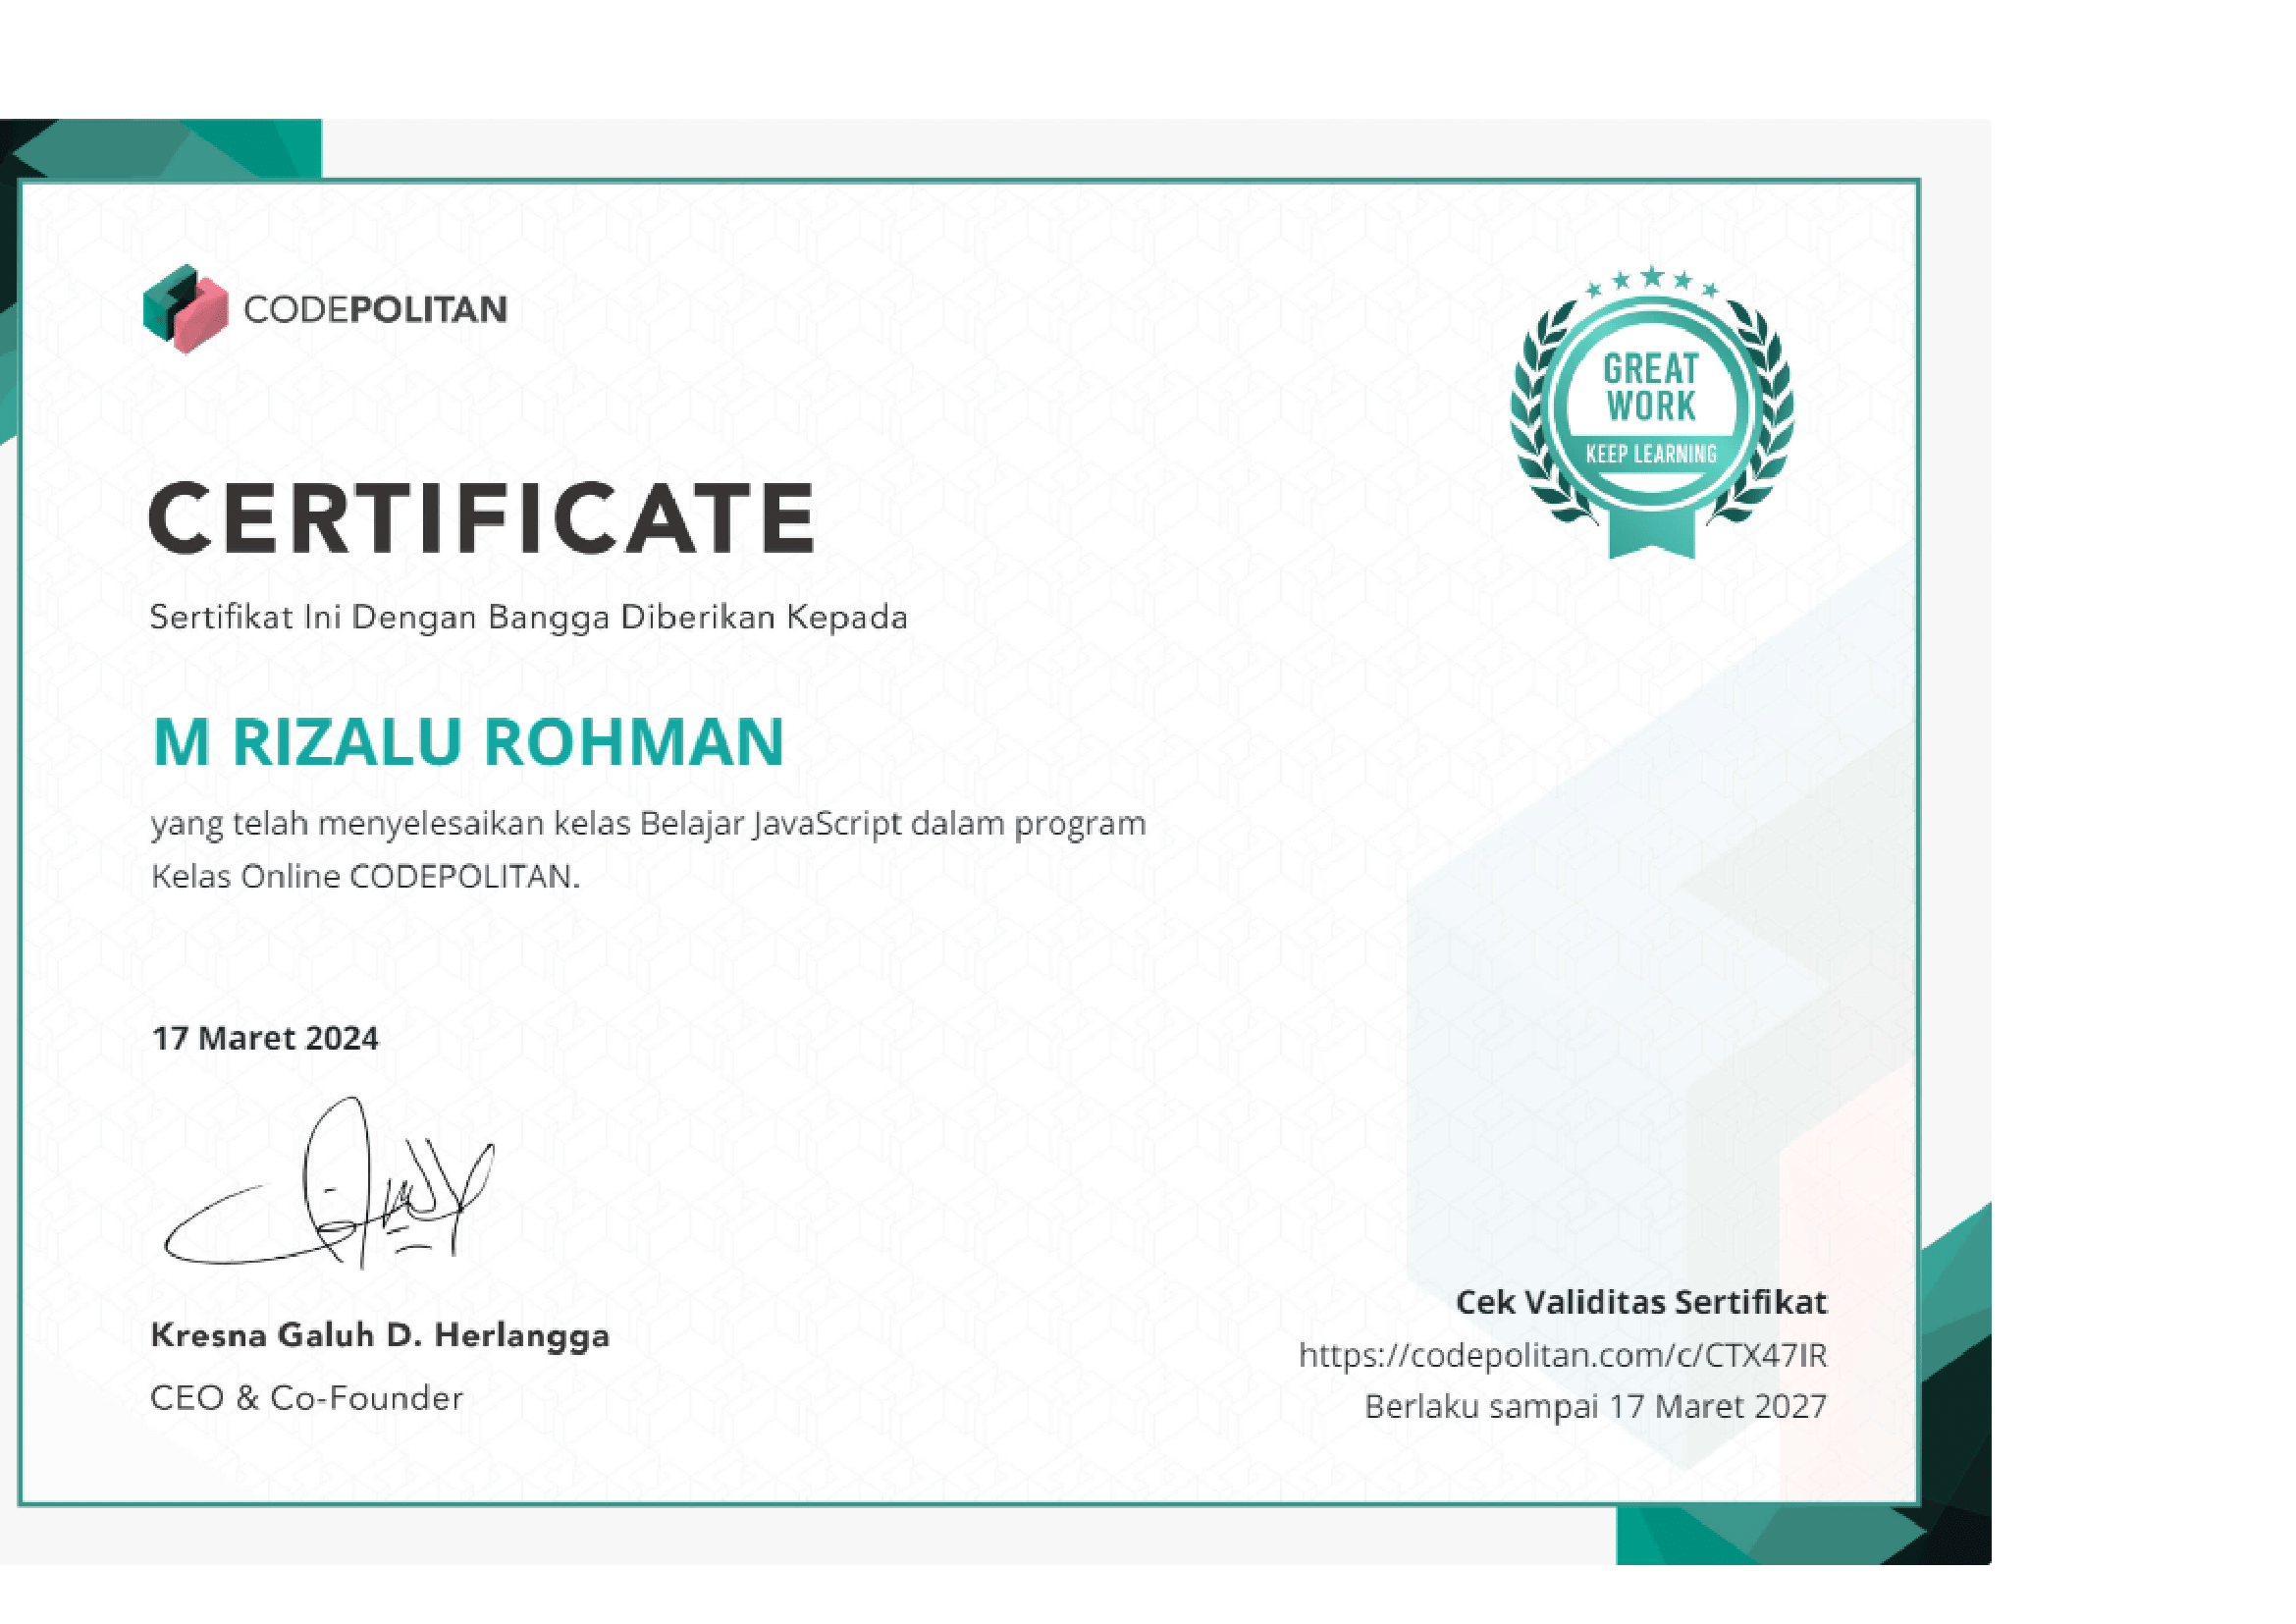 CODEPOLITAN
GREAT
WORK
KEEP LEARNING
CERTIFICATE
Sertifikat Ini Dengan Bangga Diberikan Kepada
M RIZALU ROHMAN
yang telah menyelesaikan kelas Belajar JavaScript dalam program
Kelas Online CODEPOLITAN.
17 Maret 2024
Kresna Galuh D. Herlangga
CEO & Co-Founder
Cek Validitas Sertifikat
https://codepolitan.com/c/CTX47IR
Berlaku sampai 17 Maret 2027